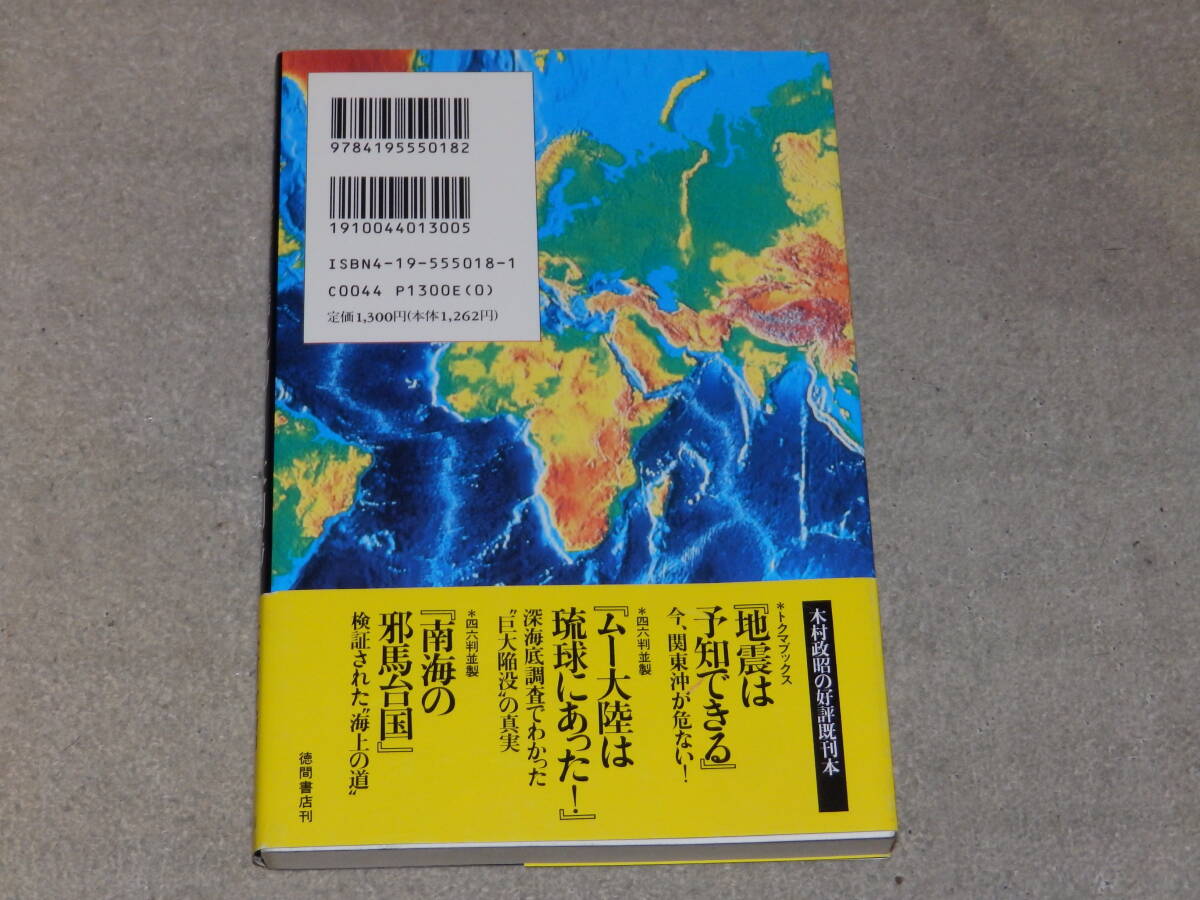 9784195550182
1910044013005
ISBN4-19-555018-1
C0044 P1300E(0)
定価1,300円(本体1,262円)
木村政昭の好評既刊本
*トクマブックス
『地震は
予知できる』
今、関東沖が危ない!
*四六判並製
『ムー大陸は
琉球にあった!』
深海底調査でわかった
"巨大陥没"の真実
*四六判並製
『南海の
邪馬台国』
検証された"海上の道"
徳間書店刊